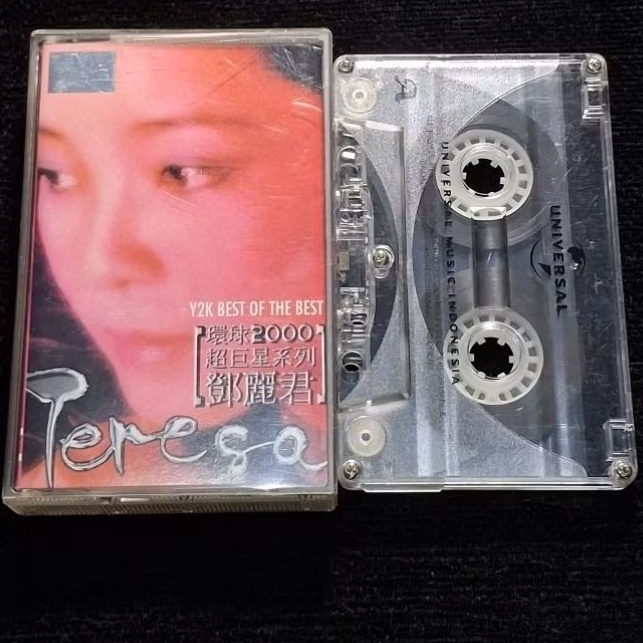 Y2K BEST OF THE BEST
[環球2000
超巨星系列
鄧麗君]
Teresa
A
UNIVERSAL MUSIC INDONESIA
UNIVERSAL